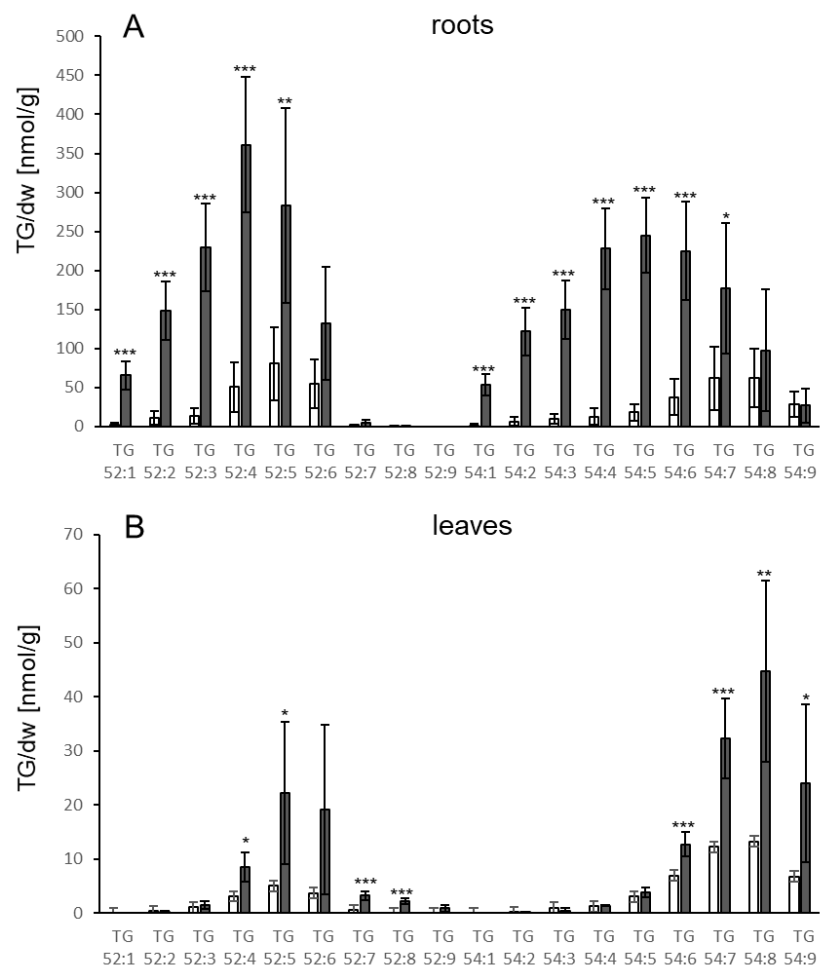 A roots
TG/dw [nmol/g]
500
450
400
350
300
250
200
150
100
50
0
*** *** *** *** ** *** *** *** *** *** *** *
TG TG TG TG TG TG TG TG TG TG TG TG TG TG TG TG TG TG
52:1 52:2 52:3 52:4 52:5 52:6 52:7 52:8 52:9 54:1 54:2 54:3 54:4 54:5 54:6 54:7 54:8 54:9
B leaves
TG/dw [nmol/g]
70
60
50
40
30
20
10
0
* * *** *** *** *** ** *
TG TG TG TG TG TG TG TG TG TG TG TG TG TG TG TG TG TG
52:1 52:2 52:3 52:4 52:5 52:6 52:7 52:8 52:9 54:1 54:2 54:3 54:4 54:5 54:6 54:7 54:8 54:9